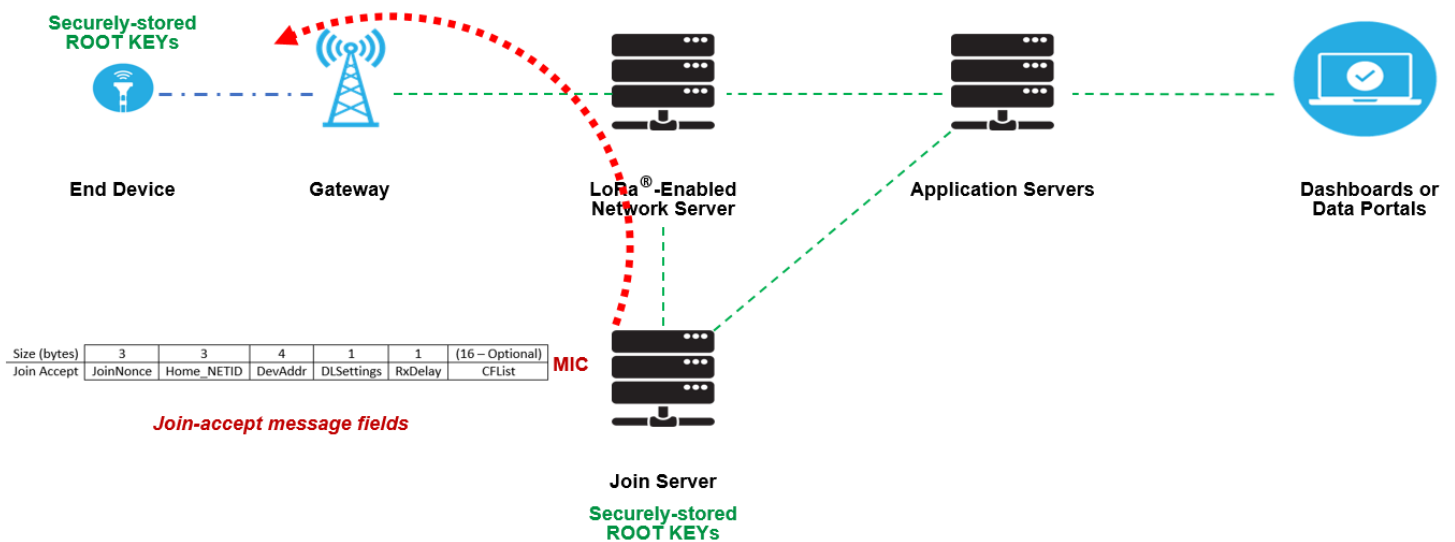 Securely-stored
ROOT KEYs
End Device
Gateway
LoRa®-Enabled
Network Server
Application Servers
Dashboards or
Data Portals
Size (bytes) 3 3 4 1 1 (16 – Optional)
Join Accept JoinNonce Home_NETID DevAddr DLSettings RxDelay CFList
MIC
Join-accept message fields
Join Server
Securely-stored
ROOT KEYs